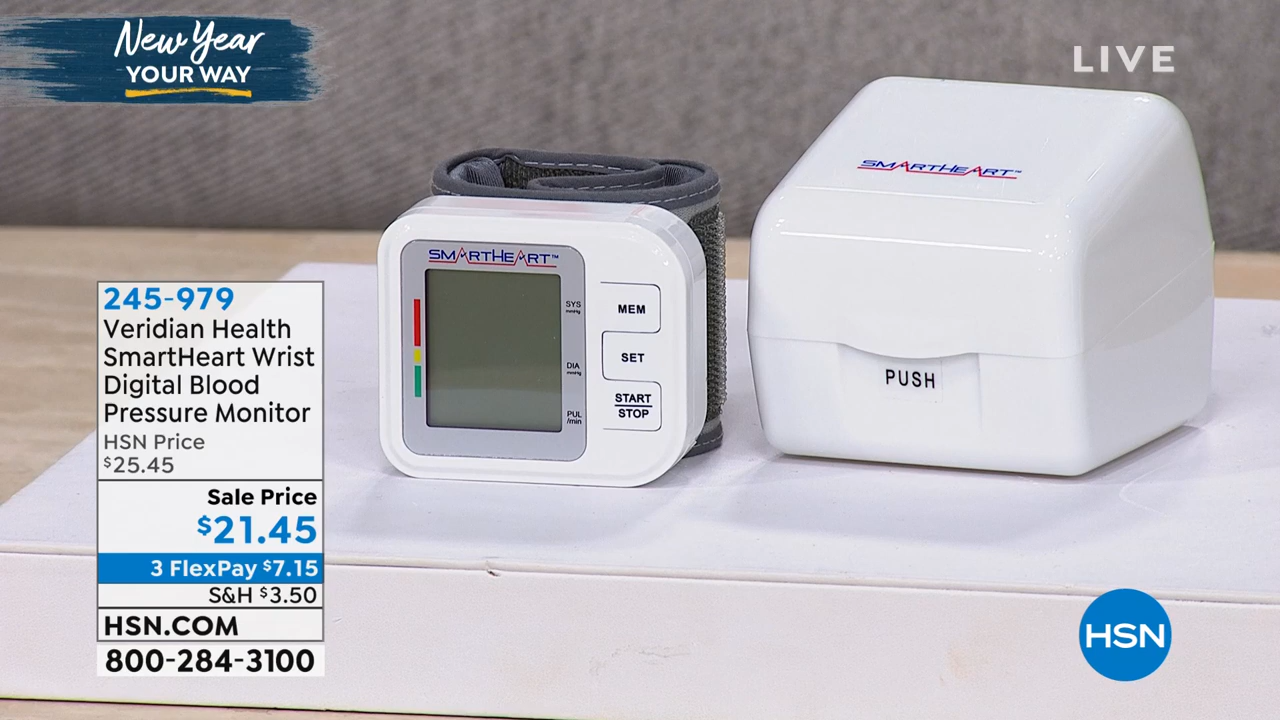 New Year
YOUR WAY
LIVE
SMARTHEART™
PUSH
SMARTHEART™
SYS
mmHg
DIA
mmHg
PUL
/min
MEM
SET
START
STOP
245-979
Veridian Health
SmartHeart Wrist
Digital Blood
Pressure Monitor
HSN Price
$25.45
Sale Price
$21.45
3 FlexPay $7.15
S&H $3.50
HSN.COM
800-284-3100
HSN